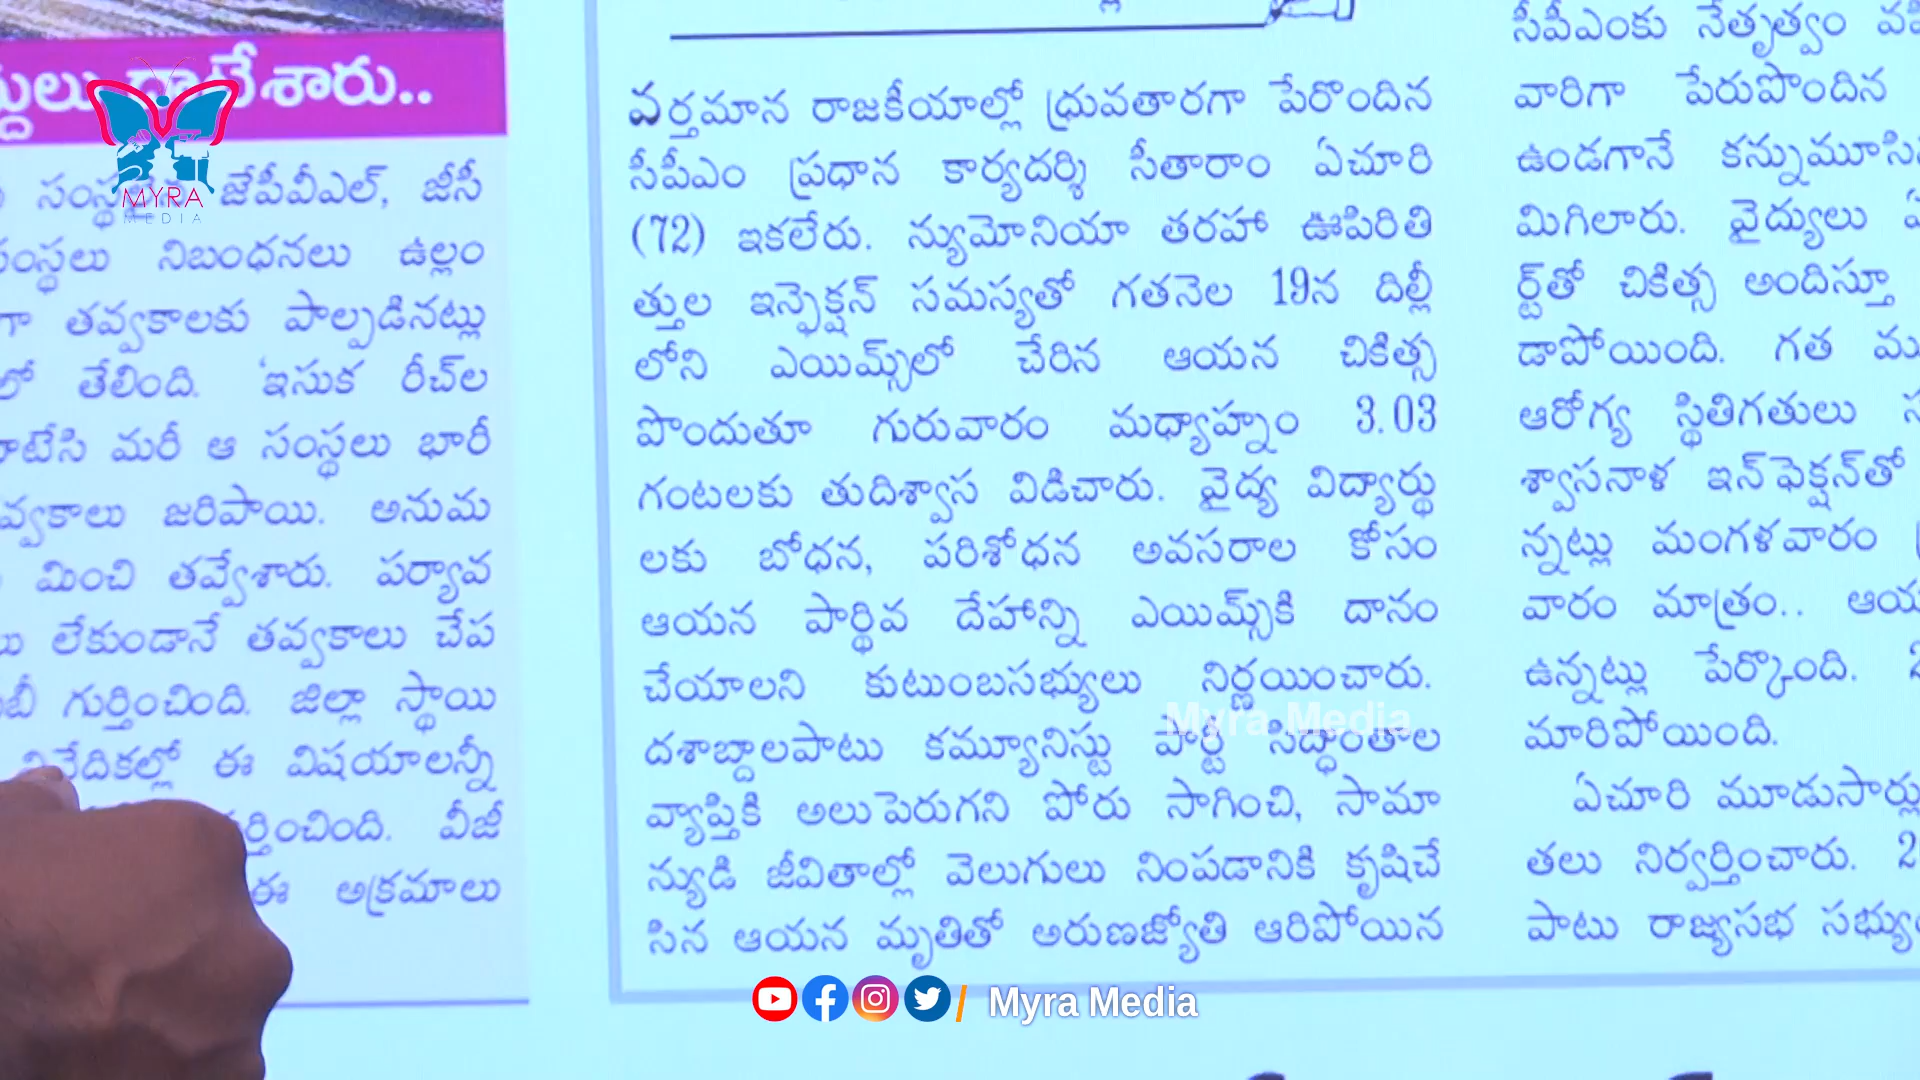 దాటేశారు..
సంస్థలైన జేపీవీఎల్, జీసీ
సంస్థలు నిబంధనలు ఉల్లం
గా తవ్వకాలకు పాల్పడినట్లు
లో తేలింది. 'ఇసుక రీచ్‌ల
దాటేసి మరీ ఆ సంస్థలు భారీ
వ్వకాలు జరిపాయి. అనుమ
మించి తవ్వేశారు. పర్యావ
లు లేకుండానే తవ్వకాలు చేప
గుర్తించింది. జిల్లా స్థాయి
నివేదికల్లో ఈ విషయాలన్నీ
ర్తించింది. వీజీ
ఈ అక్రమాలు
వర్తమాన రాజకీయాల్లో ధ్రువతారగా పేరొందిన
సీపీఎం ప్రధాన కార్యదర్శి సీతారాం ఏచూరి
(72) ఇకలేరు. న్యుమోనియా తరహా ఊపిరితి
త్తుల ఇన్ఫెక్షన్ సమస్యతో గతనెల 19న దిల్లీ
లోని ఎయిమ్స్‌లో చేరిన ఆయన చికిత్స
పొందుతూ గురువారం మధ్యాహ్నం 3.03
గంటలకు తుదిశ్వాస విడిచారు. వైద్య విద్యార్థు
లకు బోధన, పరిశోధన అవసరాల కోసం
ఆయన పార్థివ దేహాన్ని ఎయిమ్స్‌కి దానం
చేయాలని కుటుంబసభ్యులు నిర్ణయించారు.
దశాబ్దాలపాటు కమ్యూనిస్టు పార్టీ సిద్ధాంతాల
వ్యాప్తికి అలుపెరుగని పోరు సాగించి, సామా
న్యుడి జీవితాల్లో వెలుగులు నింపడానికి కృషిచే
సిన ఆయన మృతితో అరుణజ్యోతి ఆరిపోయిన
సీపీఎంకు నేతృత్వం
వారిగా పేరుపొందిన
ఉండగానే కన్నుమూసిన
మిగిలారు. వైద్యులు
ర్ట్‌తో చికిత్స అందిస్తూ
డాపోయింది. గత
ఆరోగ్య స్థితిగతులు
శ్వాసనాళ ఇన్‌ఫెక్షన్‌తో
న్నట్లు మంగళవారం
వారం మాత్రం.. ఆయ
ఉన్నట్లు పేర్కొంది.
మారిపోయింది.
ఏచూరి మూడుసార్లు
తలు నిర్వర్తించారు.
పాటు రాజ్యసభ సభ్యు
MYRA
MEDIA
Myra Media
/ Myra Media